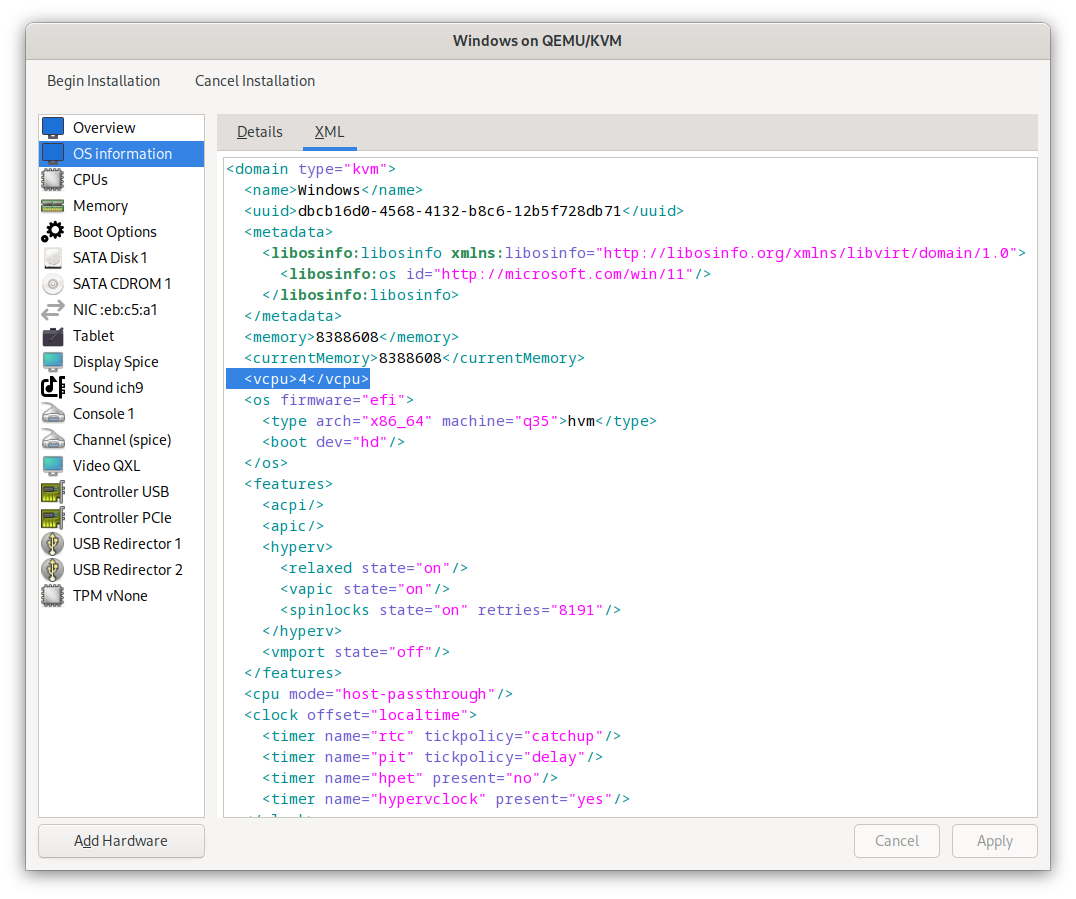 Windows on QEMU/KVM
Begin Installation Cancel Installation
Overview
OS information
CPUs
Memory
Boot Options
SATA Disk 1
SATA CDROM 1
NIC :eb:c5:a1
Tablet
Display Spice
Sound ich9
Console 1
Channel (spice)
Video QXL
Controller USB
Controller PCIe
USB Redirector 1
USB Redirector 2
TPM vNone
Add Hardware
Details XML
<domain type="kvm">
  <name>Windows</name>
  <uuid>dbcb16d0-4568-4132-b8c6-12b5f728db71</uuid>
  <metadata>
    <libosinfo:libosinfo xmlns:libosinfo="http://libosinfo.org/xmlns/libvirt/domain/1.0">
      <libosinfo:os id="http://microsoft.com/win/11"/>
    </libosinfo:libosinfo>
  </metadata>
  <memory>8388608</memory>
  <currentMemory>8388608</currentMemory>
  <vcpu>4</vcpu>
  <os firmware="efi">
    <type arch="x86_64" machine="q35">hvm</type>
    <boot dev="hd"/>
  </os>
  <features>
    <acpi/>
    <apic/>
    <hyperv>
      <relaxed state="on"/>
      <vapic state="on"/>
      <spinlocks state="on" retries="8191"/>
    </hyperv>
    <vmport state="off"/>
  </features>
  <cpu mode="host-passthrough"/>
  <clock offset="localtime">
    <timer name="rtc" tickpolicy="catchup"/>
    <timer name="pit" tickpolicy="delay"/>
    <timer name="hpet" present="no"/>
    <timer name="hypervclock" present="yes"/>
Cancel Apply